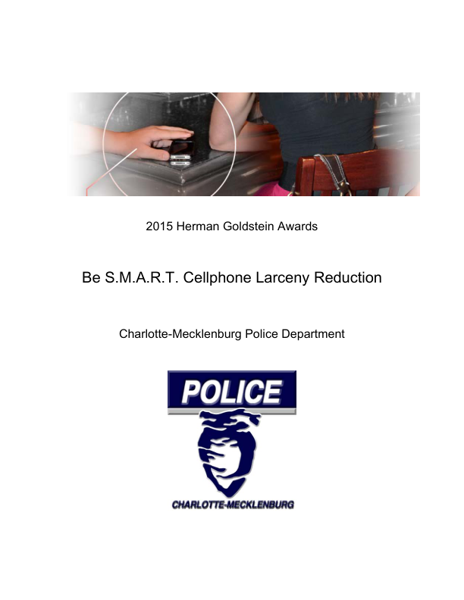 2015 Herman Goldstein Awards
Be S.M.A.R.T. Cellphone Larceny Reduction
Charlotte-Mecklenburg Police Department
POLICE
CHARLOTTE-MECKLENBURG